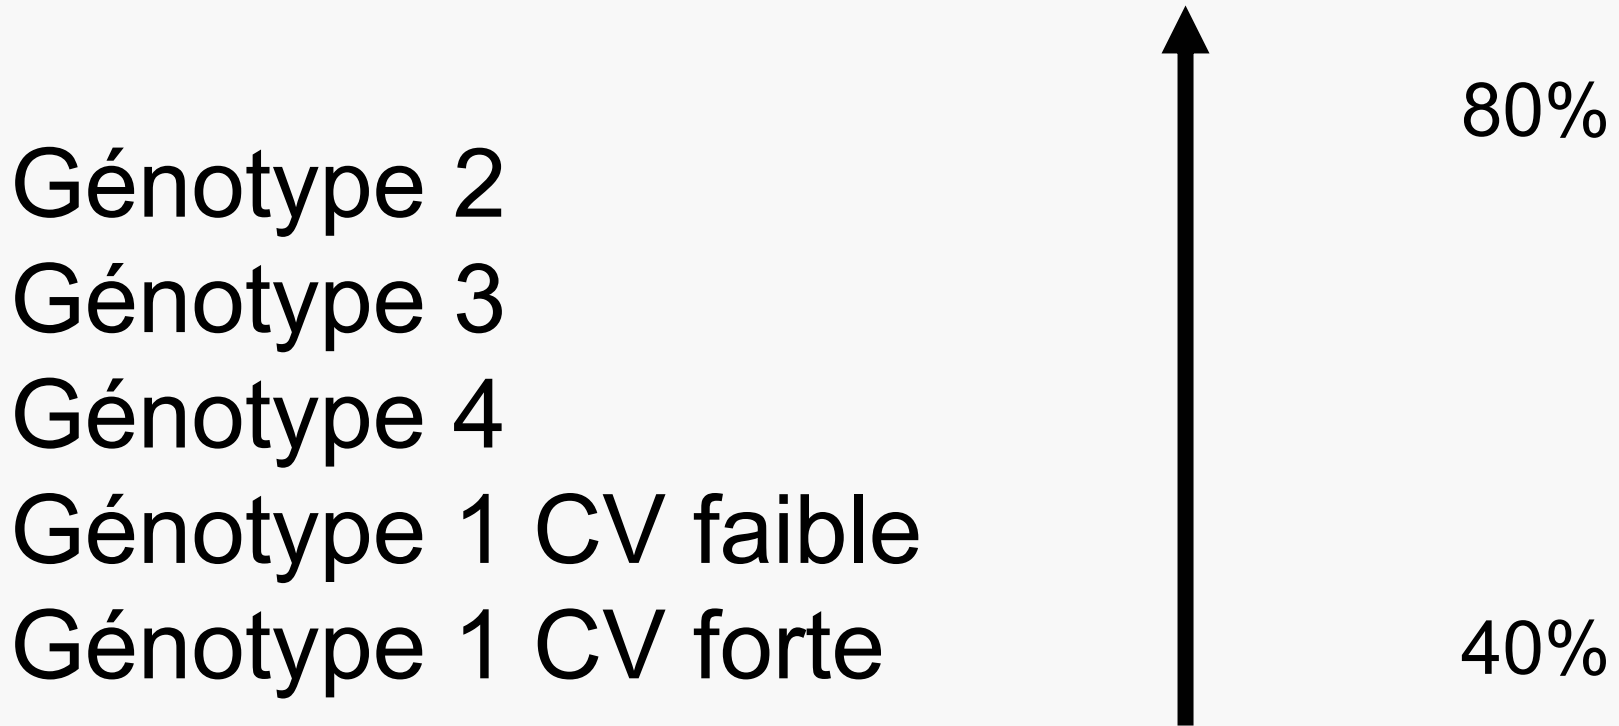 80%
Génotype 2
Génotype 3
Génotype 4
Génotype 1 CV faible
Génotype 1 CV forte
40%